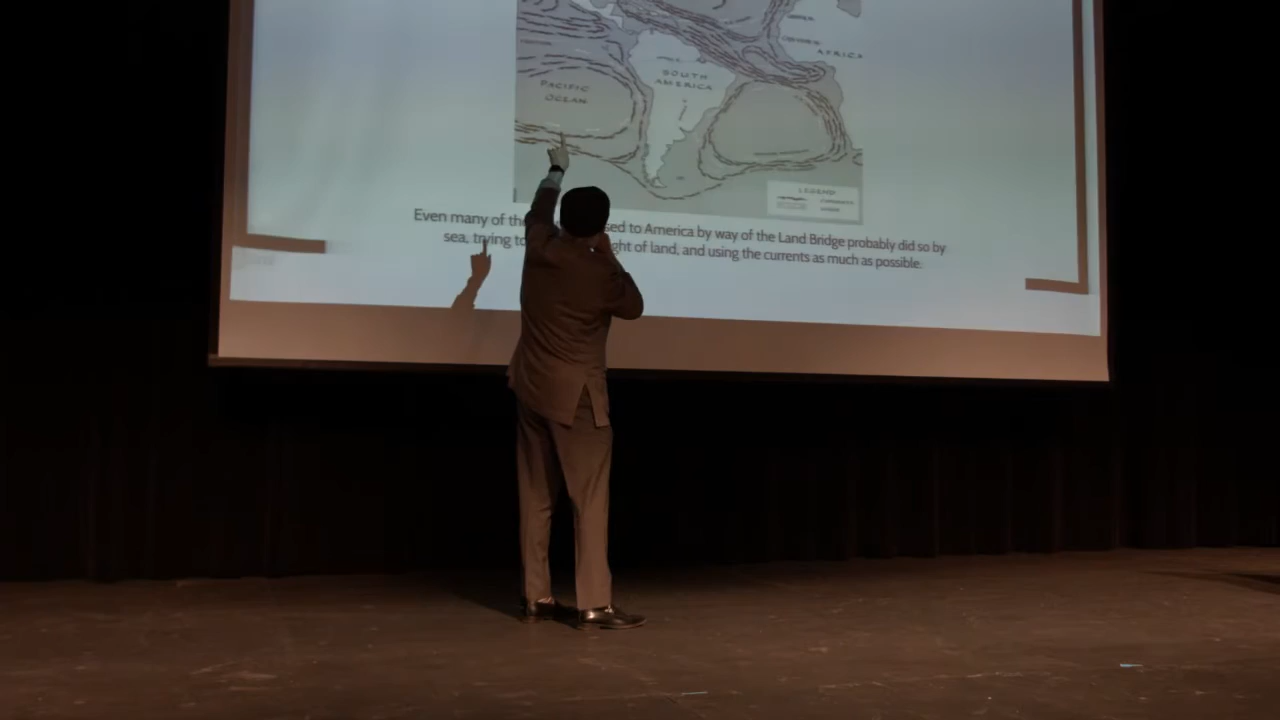 AFRICA
SOUTH
AMERICA
PACIFIC
OCEAN
LEGEND
Even many of the sed to America by way of the Land Bridge probably did so by
sea, trying to ght of land, and using the currents as much as possible.